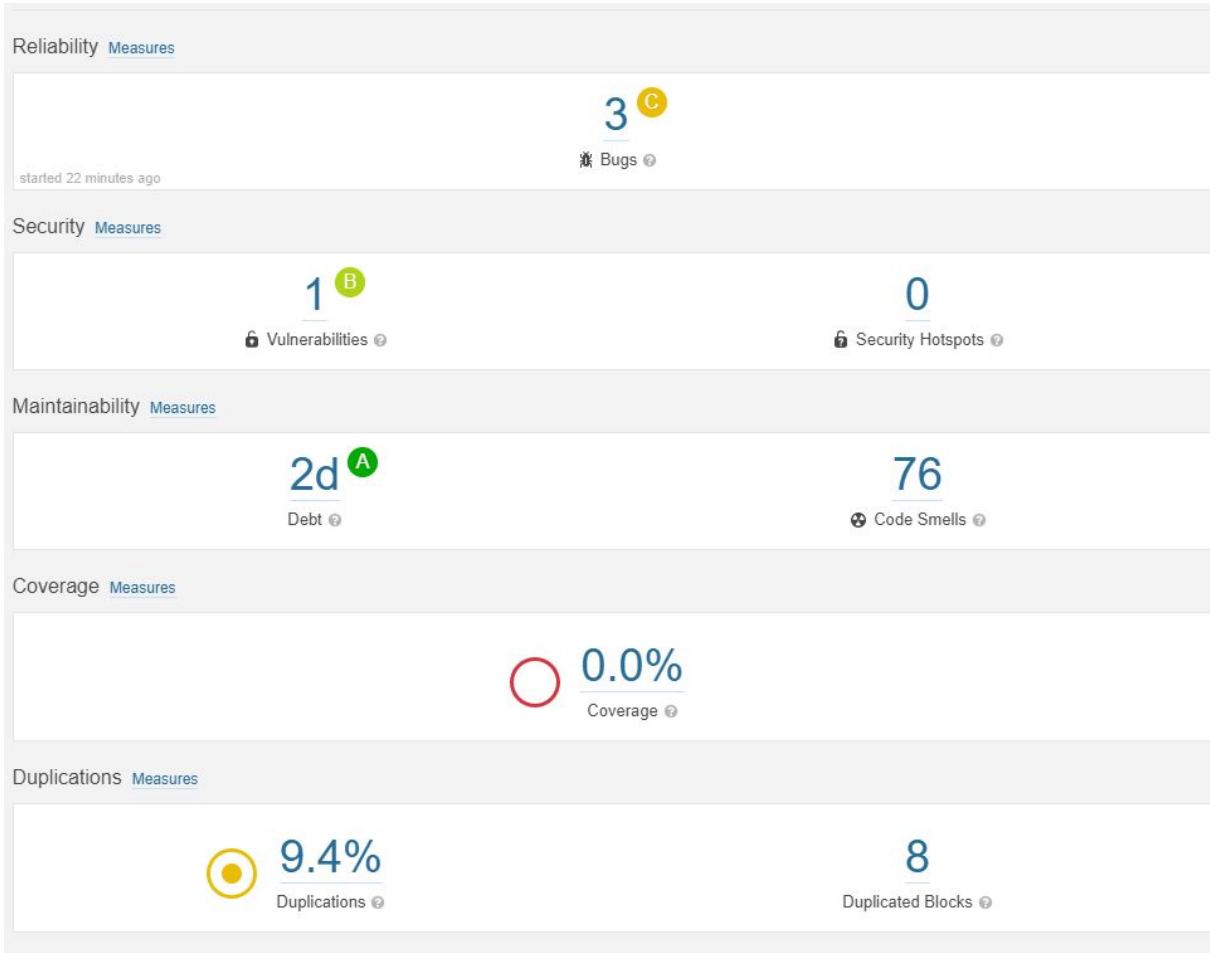 Reliability Measures
3 C
Bugs ?
started 22 minutes ago
Security Measures
1 B
0
Vulnerabilities ?
Security Hotspots ?
Maintainability Measures
2d A
76
Debt ?
Code Smells ?
Coverage Measures
0.0%
Coverage ?
Duplications Measures
9.4%
8
Duplications ?
Duplicated Blocks ?